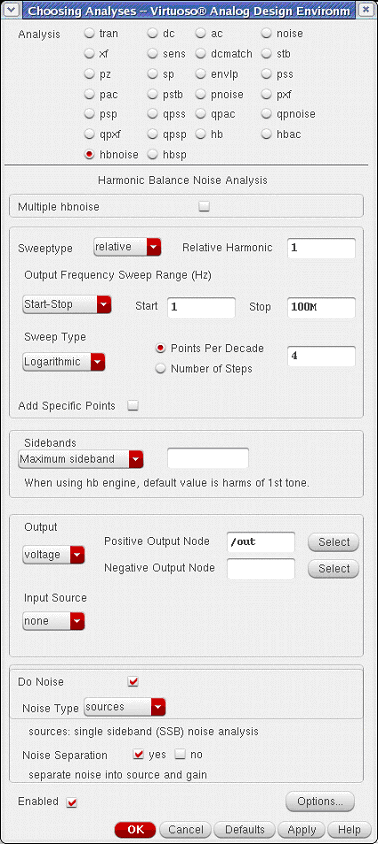 Choosing Analyses -- Virtuoso® Analog Design Environm
Analysis tran dc ac noise
xf sens dcmatch stb
pz sp envlp pss
pac pstb pnoise pxf
psp qpss qpac qpnoise
qpxf qpsp hb hbac
hbnoise hbsp
Harmonic Balance Noise Analysis
Multiple hbnoise
Sweeptype relative Relative Harmonic 1
Output Frequency Sweep Range (Hz)
Start-Stop Start 1 Stop 100M
Sweep Type
Logarithmic Points Per Decade 4
Number of Steps
Add Specific Points
Sidebands
Maximum sideband
When using hb engine, default value is harms of 1st tone.
Output
voltage Positive Output Node /out Select
Negative Output Node Select
Input Source
none
Do Noise
Noise Type sources
sources: single sideband (SSB) noise analysis
Noise Separation yes no
separate noise into source and gain
Enabled Options...
OK Cancel Defaults Apply Help